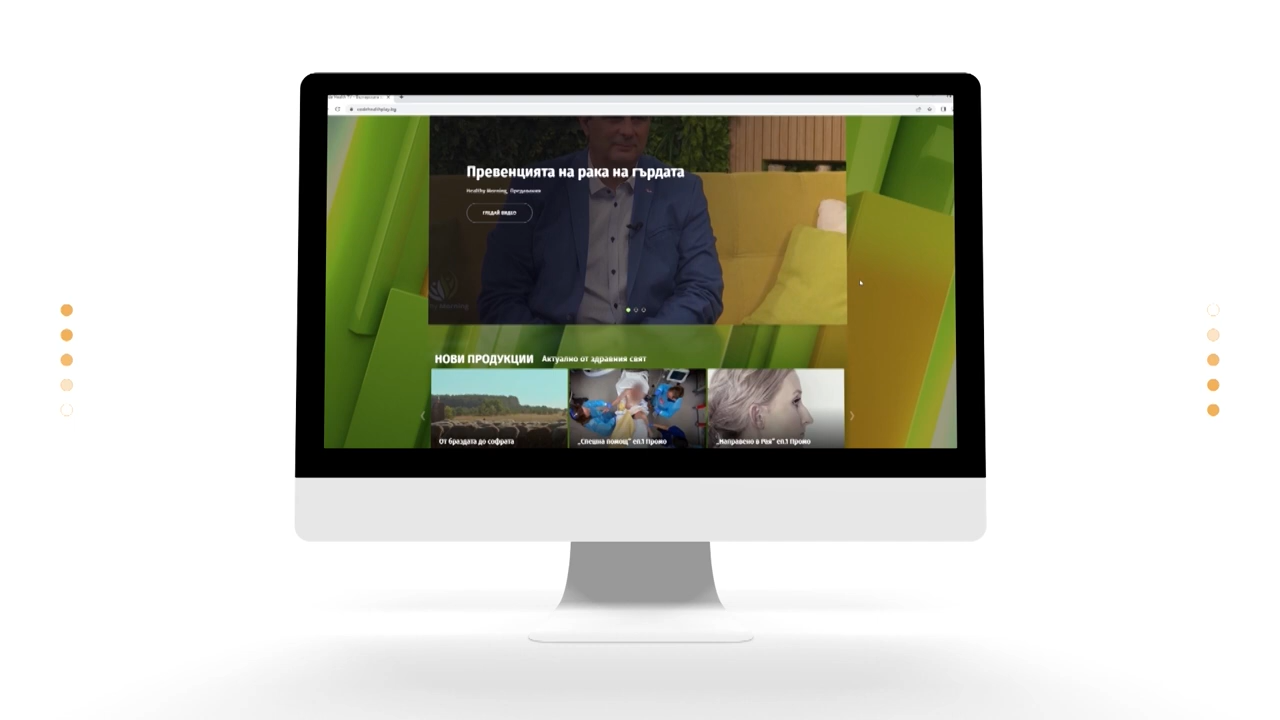 Превенцията на рака на гърдата
Healthy Morning, Предавания
ГЛЕДАЙ ВИДЕО
НОВИ ПРОДУКЦИИ Актуално от здравния свят
От браздата до софрата
„Спешна помощ“ еп.1 Промо
„Направено в Рая“ еп.1 Промо